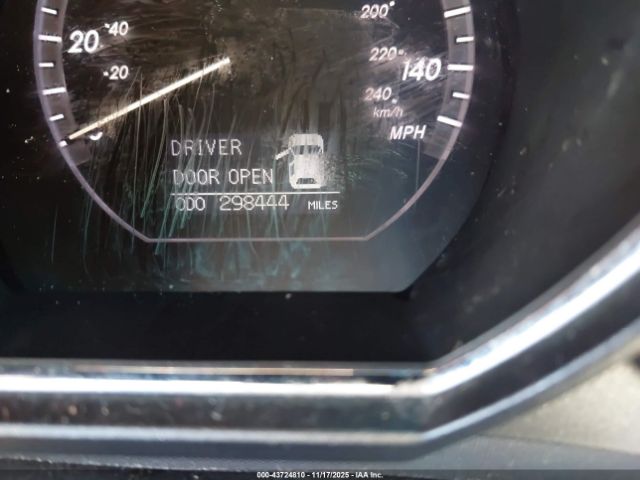 200°
20 40
20
220
140
240
km/h
MPH
DRIVER
DOOR OPEN
ODO 298444 MILES
000-43724810 - 11/17/2025 - IAA Inc.